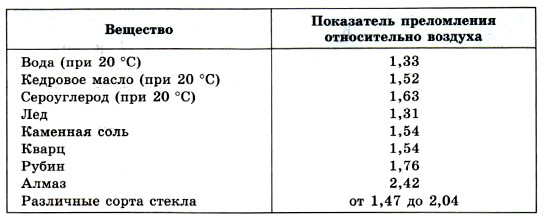 Вещество Показатель преломления
относительно воздуха
Вода (при 20 °С) 1,33
Кедровое масло (при 20 °С) 1,52
Сероуглерод (при 20 °С) 1,63
Лед 1,31
Каменная соль 1,54
Кварц 1,54
Рубин 1,76
Алмаз 2,42
Различные сорта стекла от 1,47 до 2,04